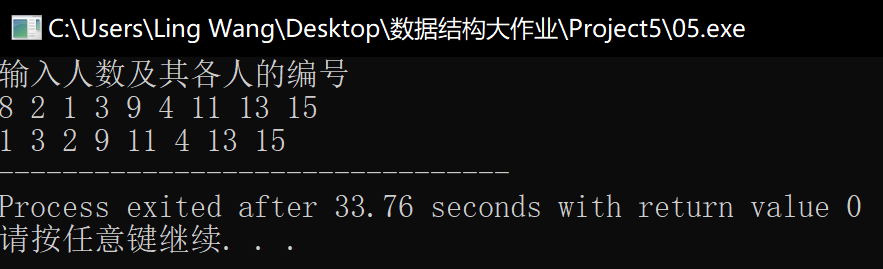 C:\Users\Ling Wang\Desktop\数据结构大作业\Project5\05.exe
输入人数及其各人的编号
8 2 1 3 9 4 11 13 15
1 3 2 9 11 4 13 15
--------------------------------
Process exited after 33.76 seconds with return value 0
请按任意键继续. . .